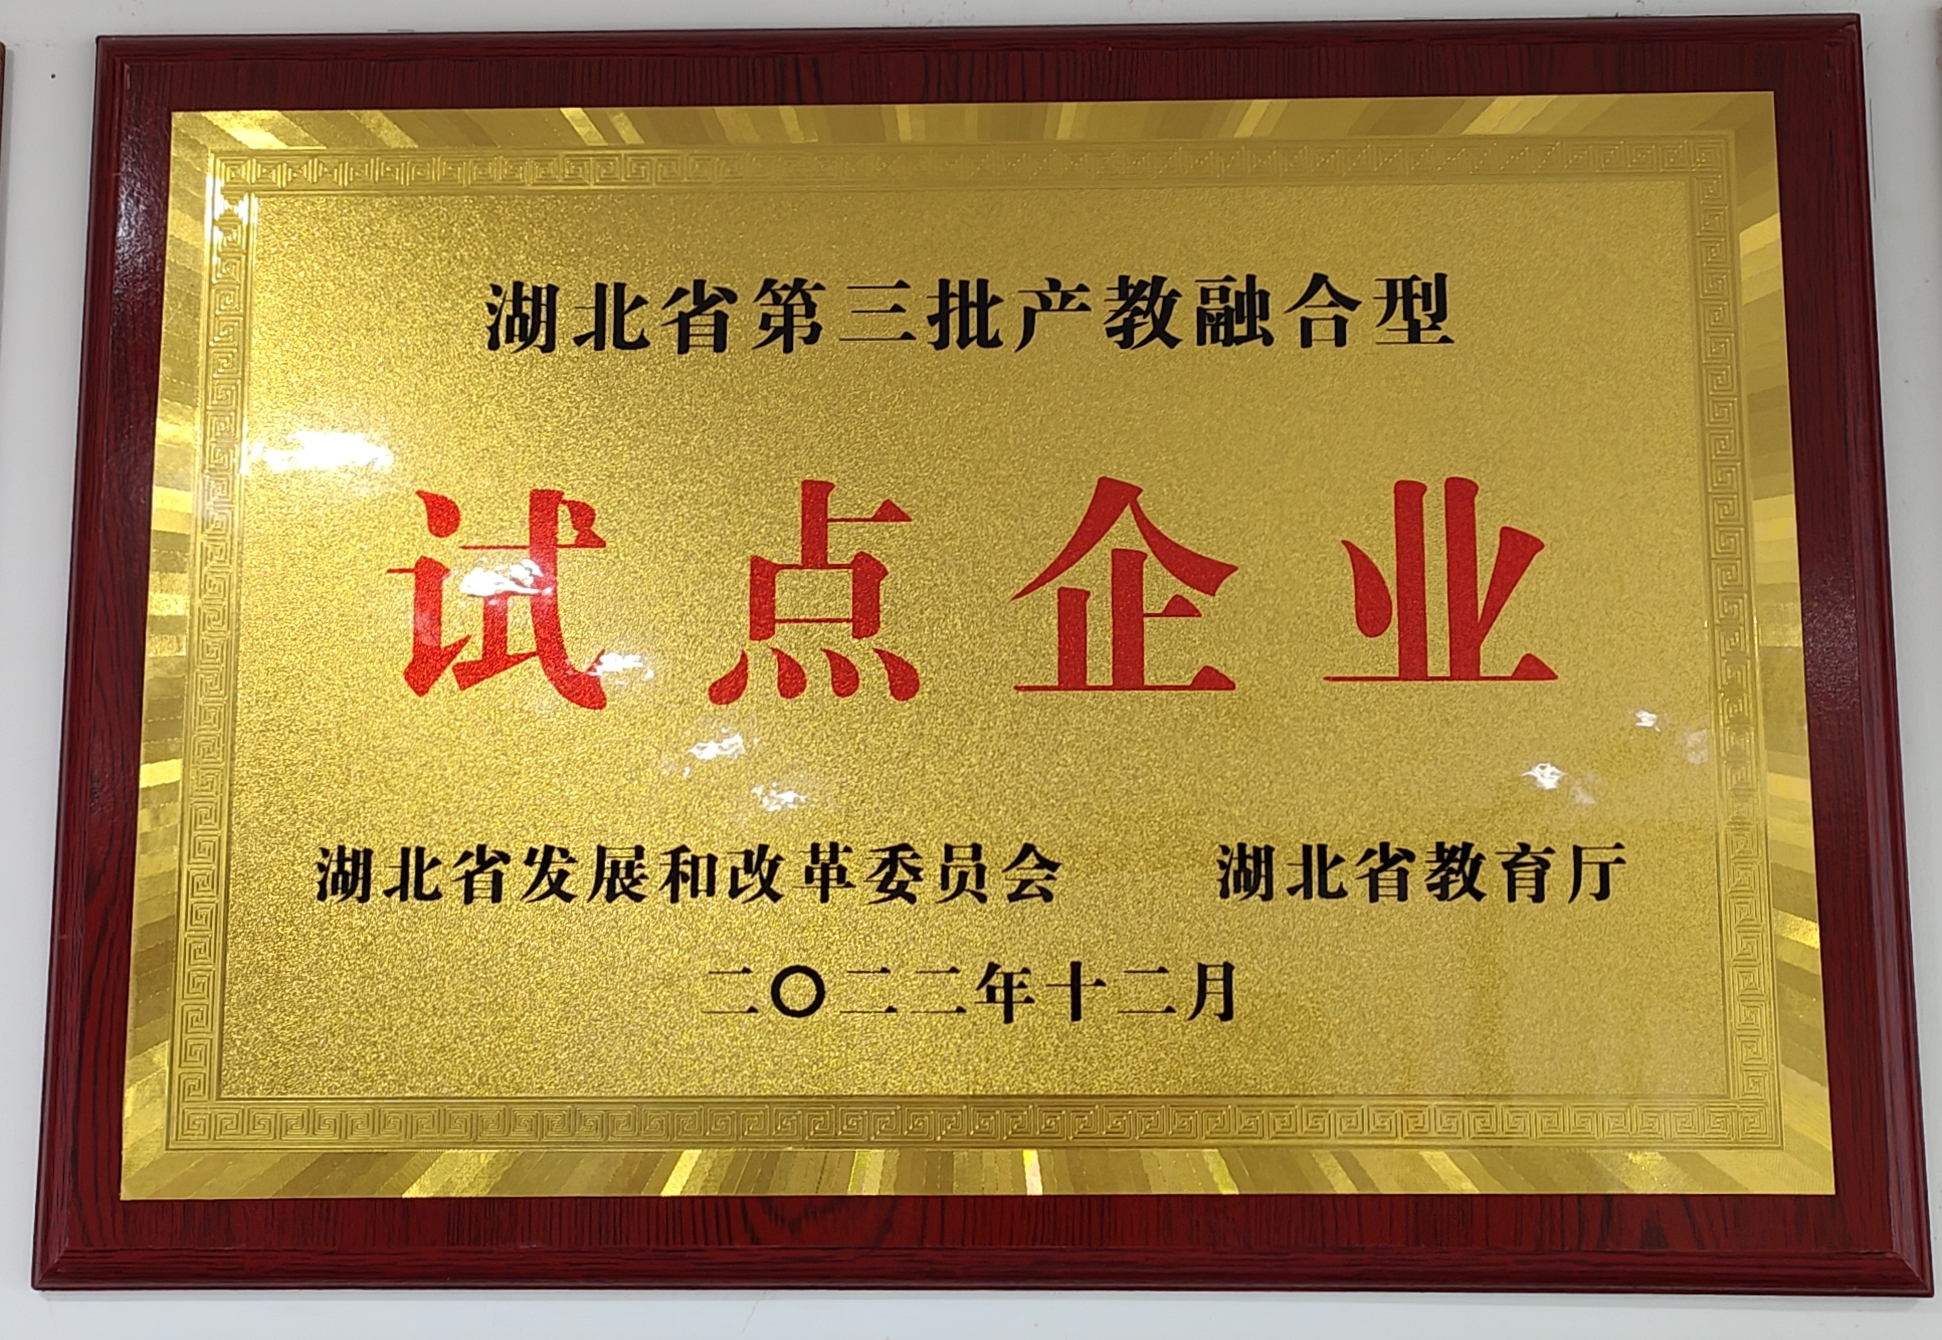 湖北省第三批产教融合型
试点企业
湖北省发展和改革委员会 湖北省教育厅
二〇二二年十二月